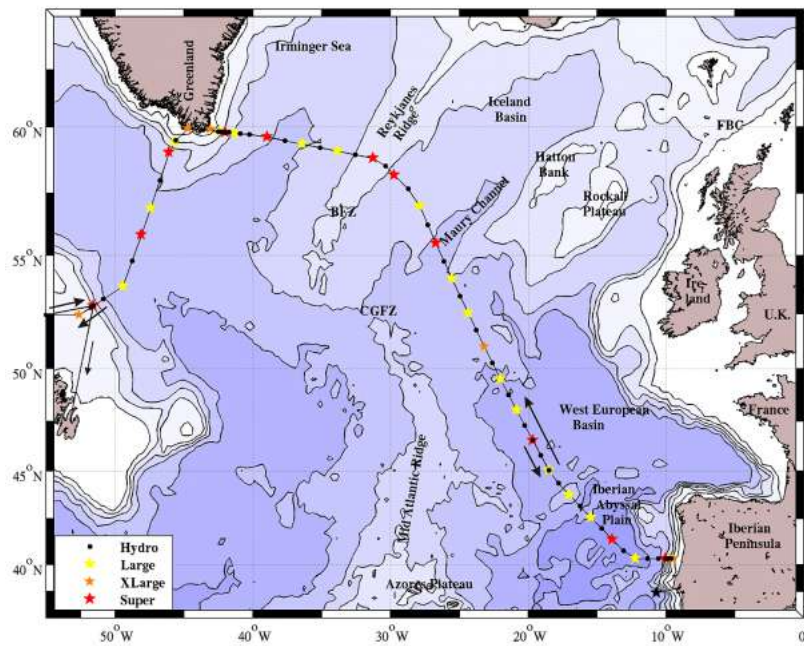 Greenland
Irminger Sea
Reykjanes
Ridge
Iceland
Basin
FBC
60°N
Hatton
Bank
Rockall
Plateau
BFZ
Maury Channel
55°N
Ire
land
U.K.
CGFZ
50°N
West European
Basin
France
45°N
Mid Atlantic Ridge
Iberian
Abyssal
Plain
Iberian
Peninsula
Hydro
Large
XLarge
Super
40°N
Azores Plateau
50°W
40°W
30°W
20°W
10°W
0